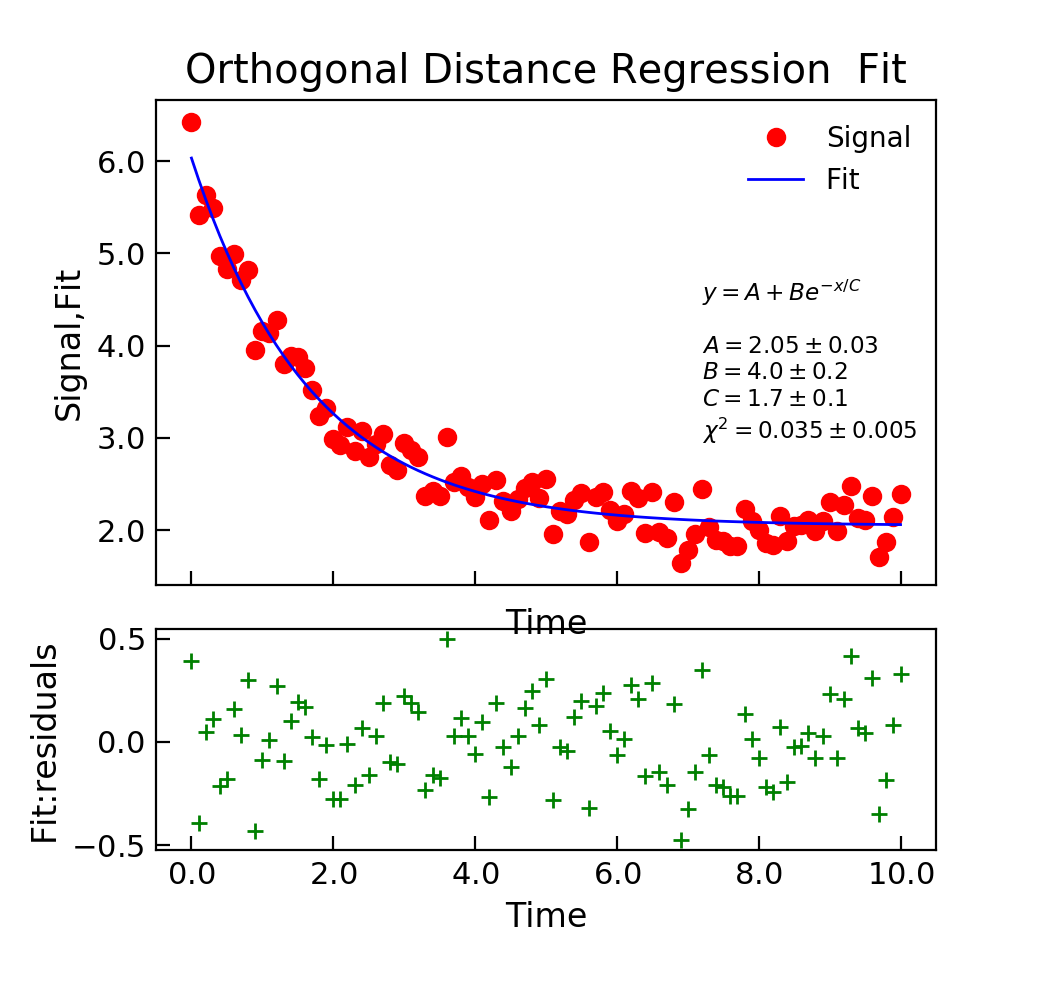 Orthogonal Distance Regression  Fit
Signal
Fit
6.0
5.0
4.0
3.0
2.0
Signal,Fit
y = A + Be^{−x/C}
A = 2.05 ± 0.03
B = 4.0 ± 0.2
C = 1.7 ± 0.1
χ² = 0.035 ± 0.005
Time
0.5
0.0
−0.5
Fit:residuals
0.0 2.0 4.0 6.0 8.0 10.0
Time